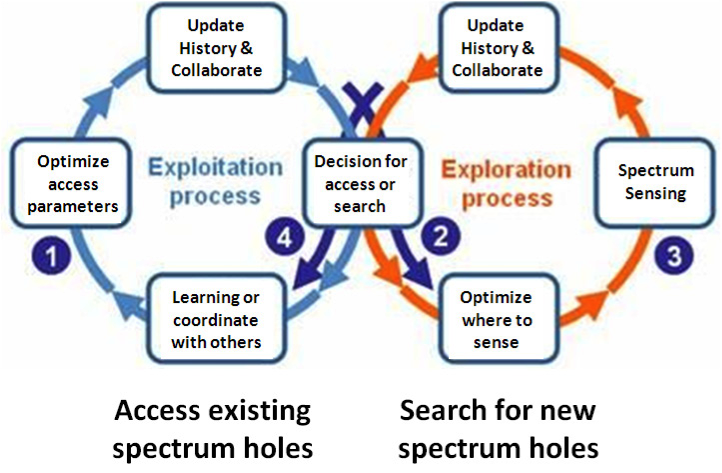 Update
History &
Collaborate
Update
History &
Collaborate
Optimize
access
parameters
Exploitation
process
Decision for
access or
search
Exploration
process
Spectrum
Sensing
1
4
2
3
Learning or
coordinate
with others
Optimize
where to
sense
Access existing
spectrum holes
Search for new
spectrum holes